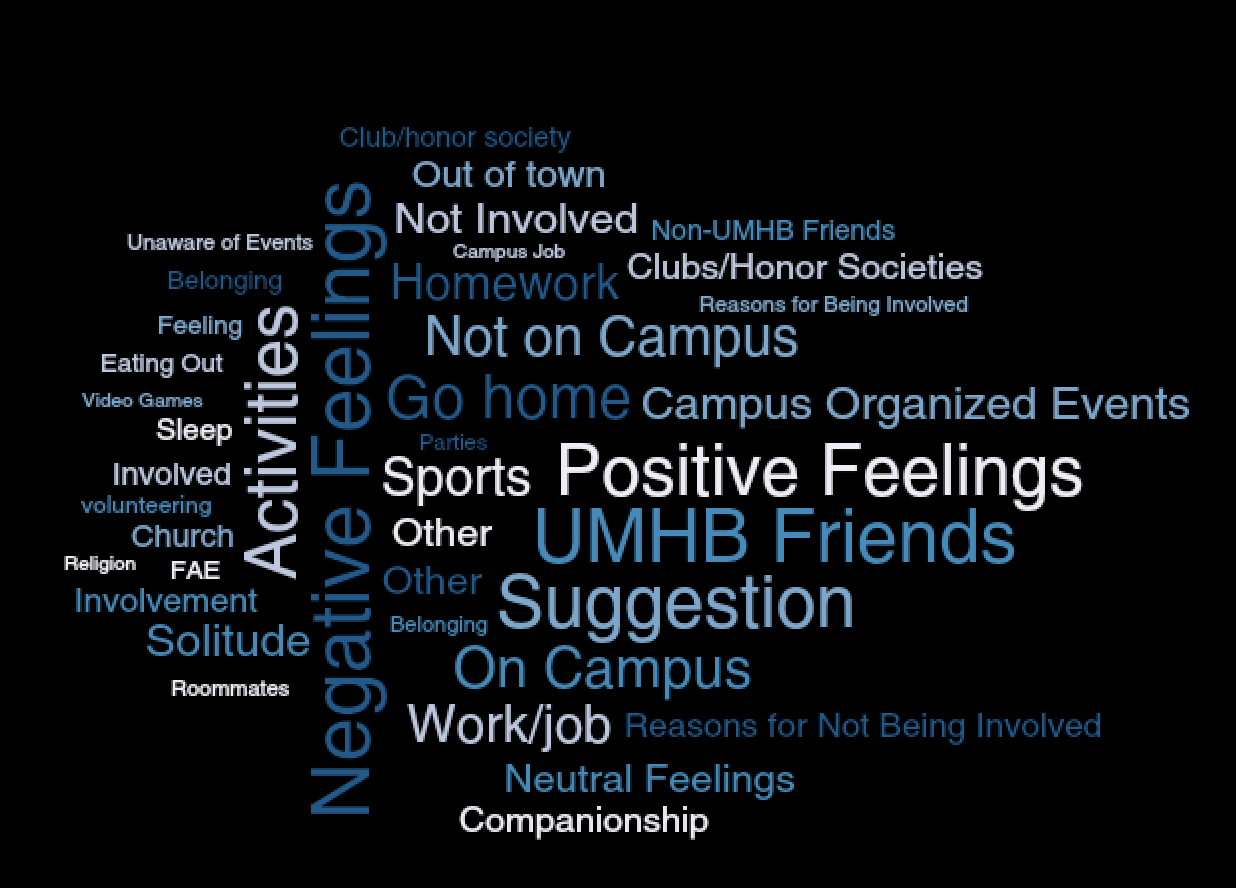 Club/honor society
Out of town
Not Involved
Non-UMHB Friends
Unaware of Events
Campus Job
Clubs/Honor Societies
Belonging
Homework
Reasons for Being Involved
Feeling
Not on Campus
Eating Out
Activities
Negative Feelings
Go home
Campus Organized Events
Video Games
Sleep
Parties
Involved
Sports
Positive Feelings
volunteering
Church
Other
UMHB Friends
Religion
FAE
Other
Involvement
Suggestion
Belonging
Solitude
On Campus
Roommates
Work/job
Reasons for Not Being Involved
Neutral Feelings
Companionship